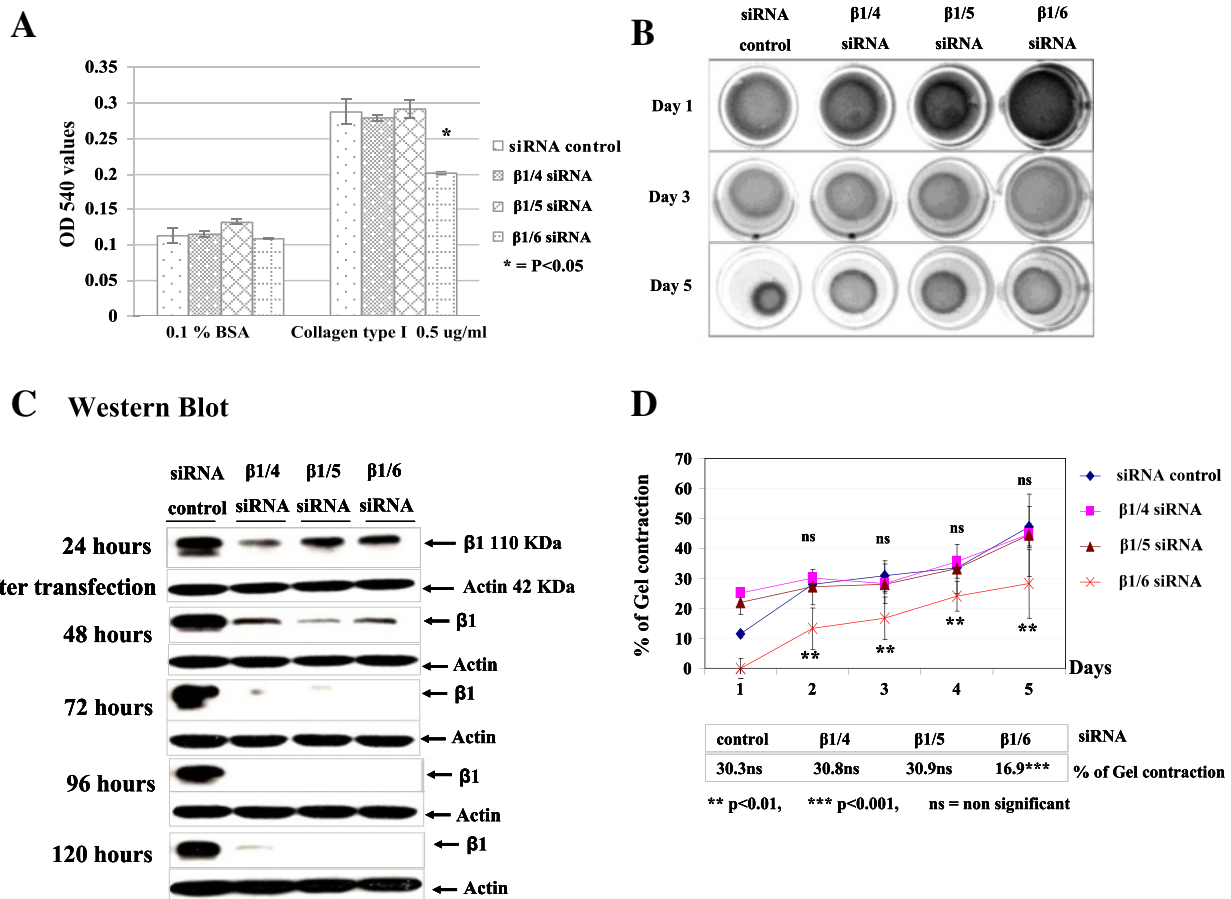 A
0.35
0.3
0.25
0.2
0.15
0.1
0.05
0
OD 540 values
*
0.1 % BSA
Collagen type I 0.5 ug/ml
siRNA control
β1/4 siRNA
β1/5 siRNA
β1/6 siRNA
* = P<0.05
B
siRNA control
β1/4 siRNA
β1/5 siRNA
β1/6 siRNA
Day 1
Day 3
Day 5
C Western Blot
siRNA control
β1/4 siRNA
β1/5 siRNA
β1/6 siRNA
24 hours
β1 110 KDa
ter transfection
Actin 42 KDa
48 hours
β1
Actin
72 hours
β1
Actin
96 hours
β1
Actin
120 hours
β1
Actin
D
70
60
50
40
30
20
10
0
% of Gel contraction
ns
ns
ns
ns
**
**
**
**
1 2 3 4 5
Days
siRNA control
β1/4 siRNA
β1/5 siRNA
β1/6 siRNA
control β1/4 β1/5 β1/6 siRNA
30.3ns 30.8ns 30.9ns 16.9*** % of Gel contraction
** p<0.01, *** p<0.001, ns = non significant